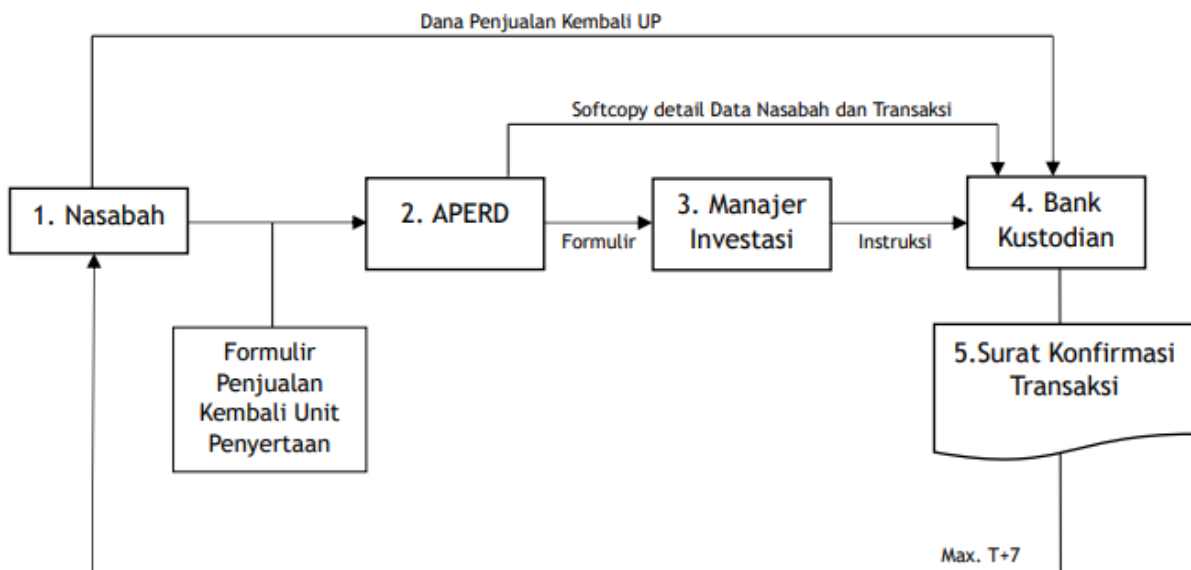 Dana Penjualan Kembali UP
Softcopy detail Data Nasabah dan Transaksi
1. Nasabah
2. APERD
Formulir
3. Manajer
Investasi
Instruksi
4. Bank
Kustodian
Formulir
Penjualan
Kembali Unit
Penyertaan
5.Surat Konfirmasi
Transaksi
Max. T+7